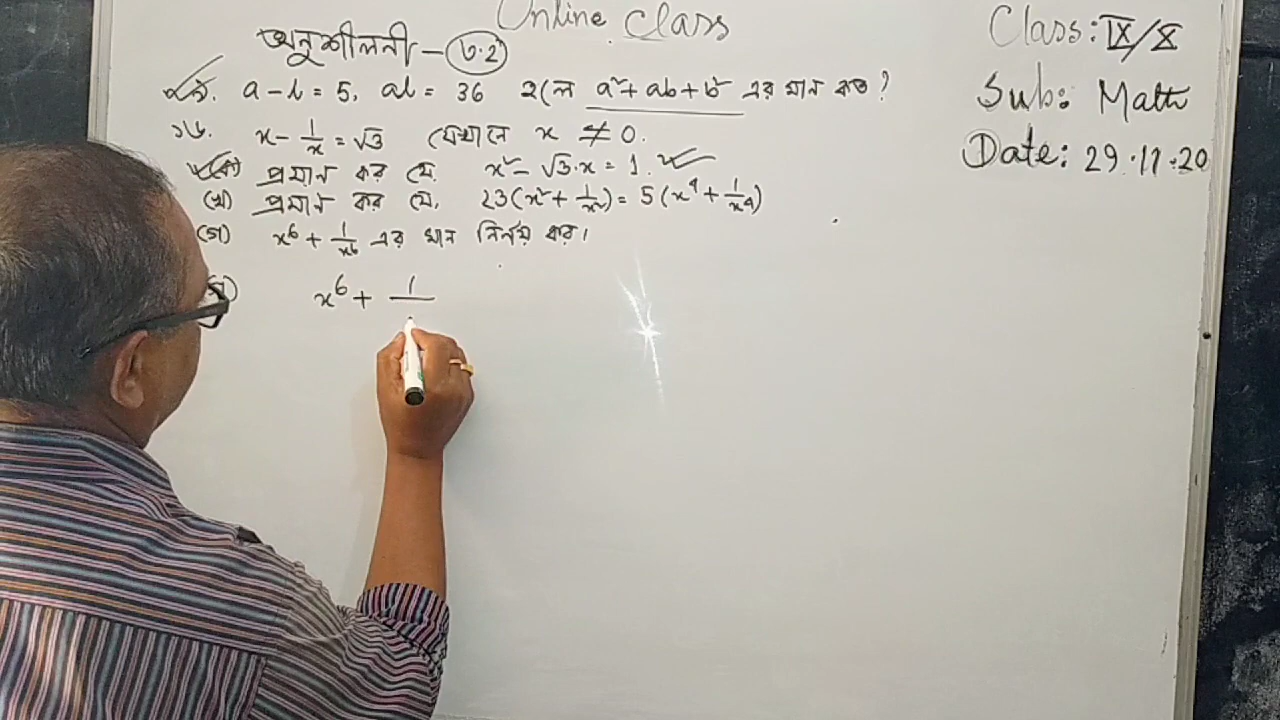 Online Class
অনুশীলনী - ৩.২
a - b = 5, ab = 36 হলে a² + ab + b² এর মান কত ?
১৬. x - 1/x = √3 যেখানে x ≠ 0.
(ক) প্রমাণ কর যে, x² - √3.x = 1.
(খ) প্রমাণ কর যে, 23(x² + 1/x²) = 5(x⁴ + 1/x⁴)
(গ) x⁶ + 1/x⁶ এর মান নির্ণয় কর।
x⁶ + 1
Class: IX/X
Sub: Math
Date: 29.11.20